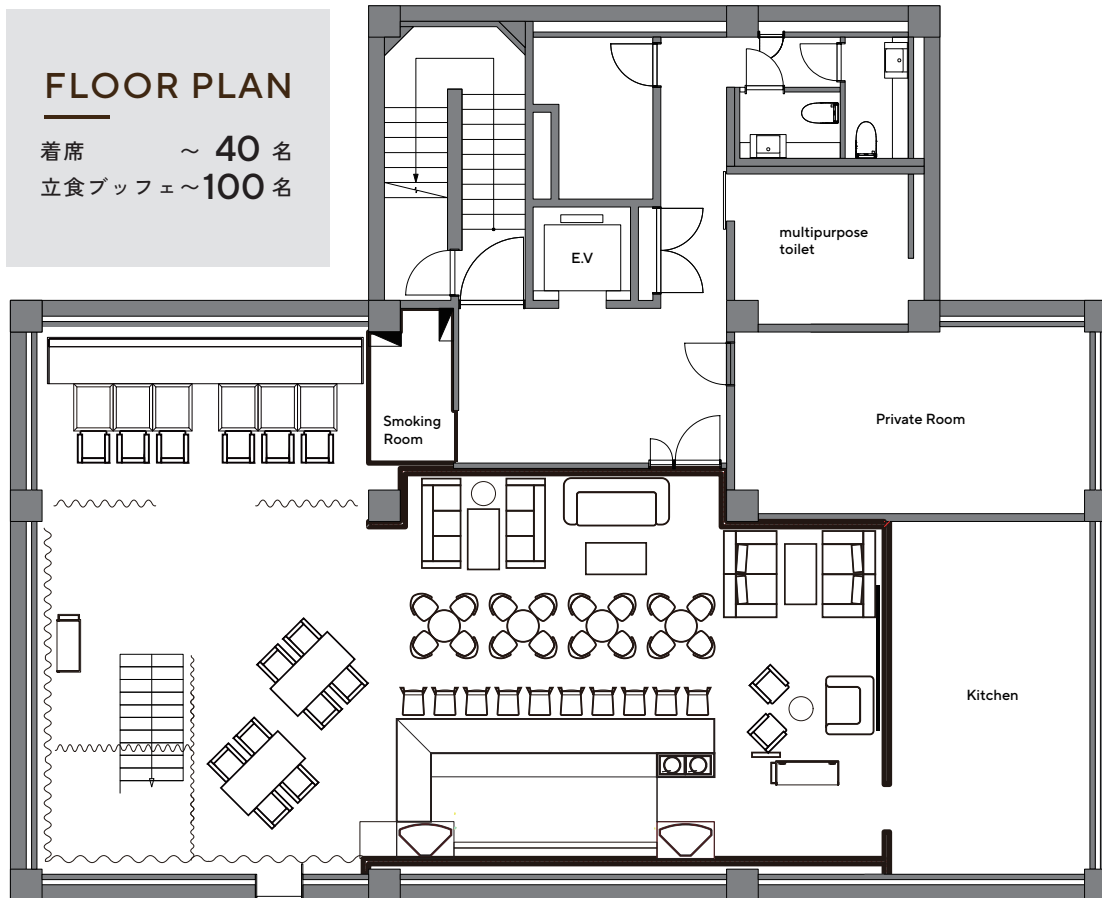 FLOOR PLAN
着席 ～ 40 名
立食ブッフェ～100 名
multipurpose
toilet
E.V
Smoking
Room
Private Room
Kitchen